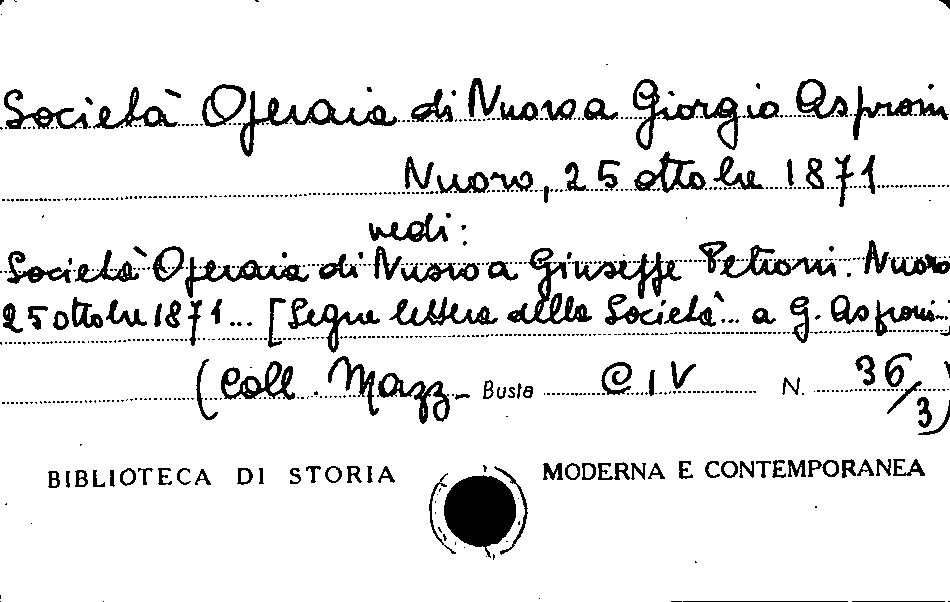 Società Operaia di Nuoro a Giorgio Asproni
Nuoro, 25 ottobre 1871
vedi:
Società Operaia di Nuoro a Giuseppe Petroni. Nuoro
25 ottobre 1871... [Segue lettera della Società... a G. Asproni...]
(Coll. Mazz. Busta CIV N. 36/3)
BIBLIOTECA DI STORIA MODERNA E CONTEMPORANEA